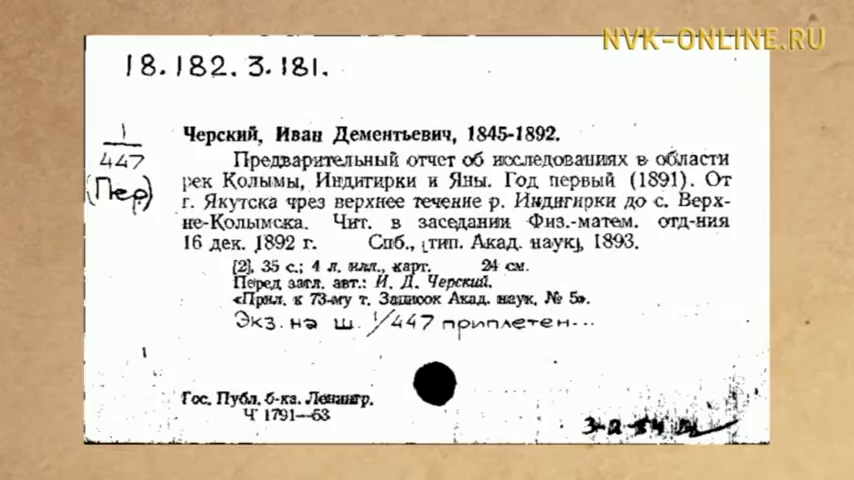 NVK-ONLINE.RU
18.182.3.181.
1
447
(Пер)
Черский, Иван Дементьевич, 1845-1892.
Предварительный отчет об исследованиях в области
рек Колымы, Индигирки и Яны. Год первый (1891). От
г. Якутска чрез верхнее течение р. Индигирки до с. Верх-
не-Колымска. Чит. в заседании Физ.-матем. отд-ния
16 дек. 1892 г. Спб., [тип. Акад. наук], 1893.
[2], 35 с.; 4 л. илл., карт. 24 см.
Перед загл. авт.: И. Д. Черский.
«Прил. к 73-му т. Записок Акад. наук, № 5».
Экз. на ш. 1/447 приплетен...
Гос. Публ. б-ка. Ленингр.
Ч 1791—53